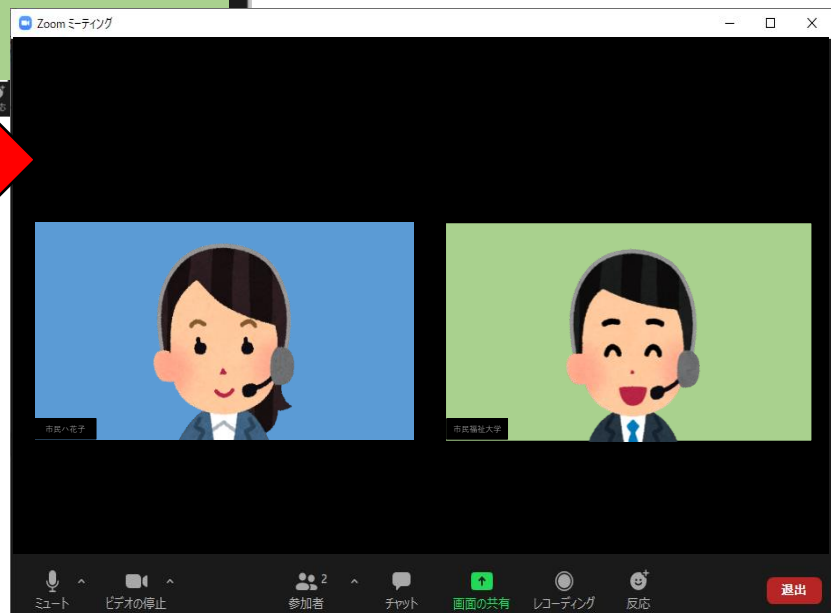 Zoom ミーティング
市民ハ花子
市民福祉大学
ミュート
ビデオの停止
2
参加者
チャット
画面の共有
レコーディング
反応
退出